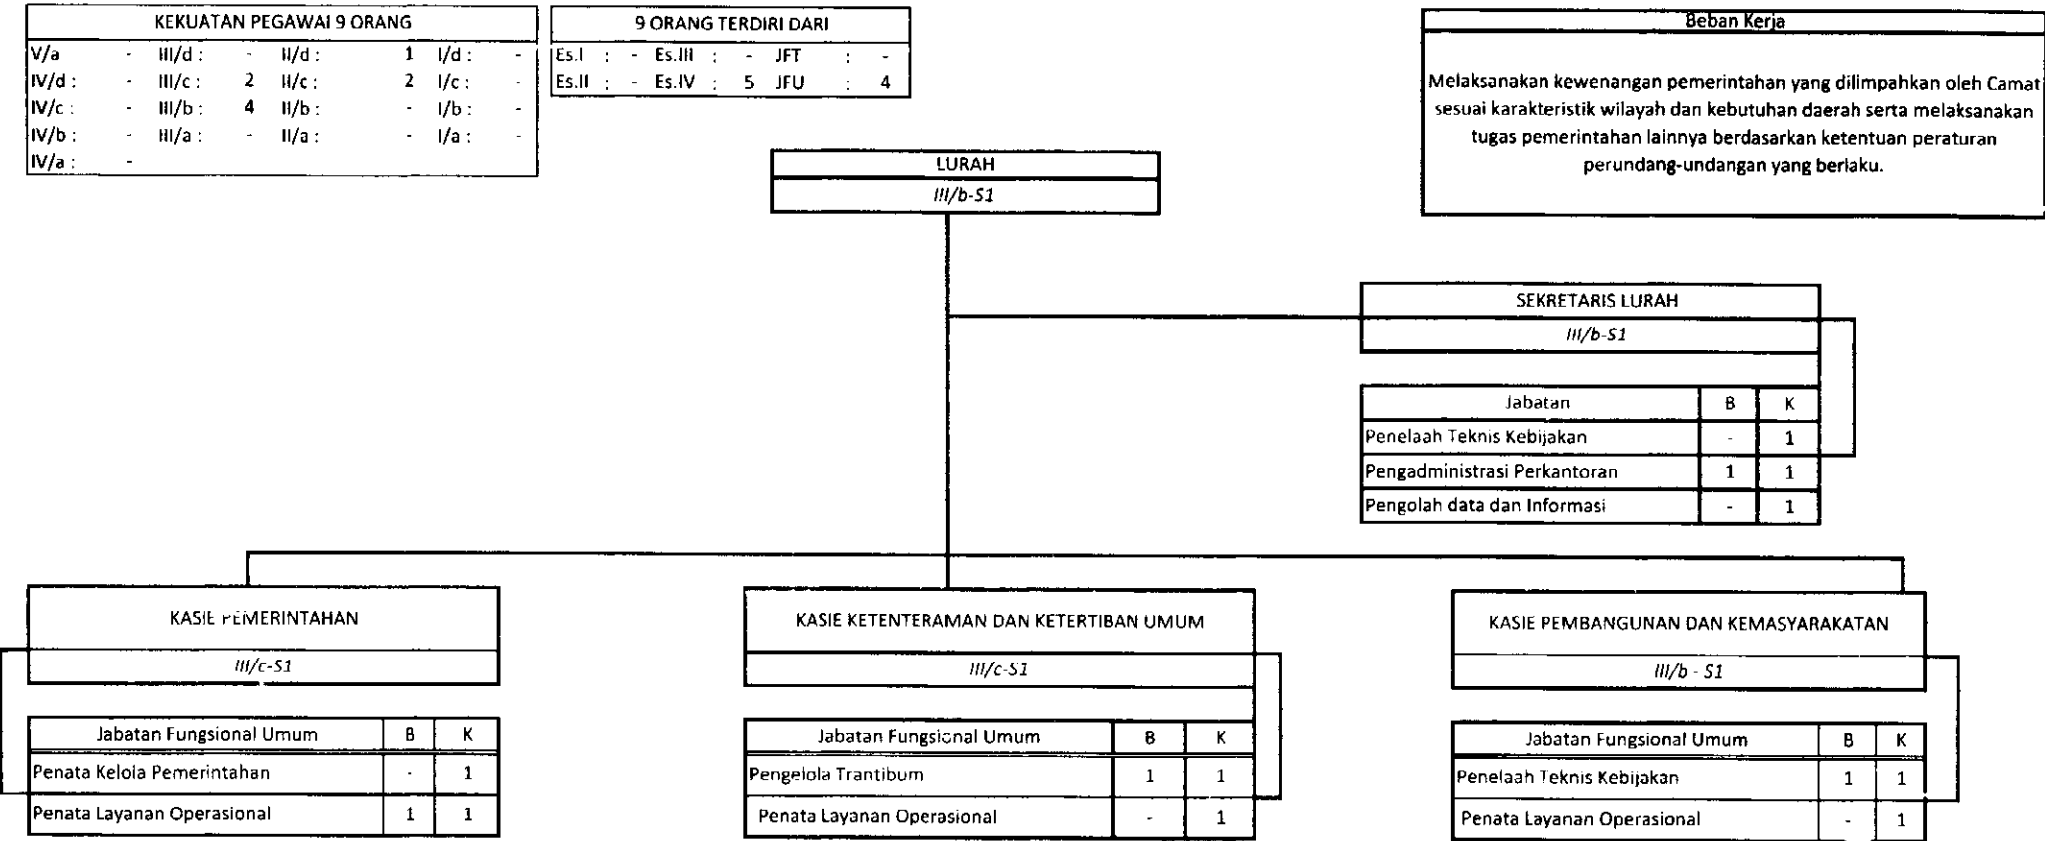 KEKUATAN PEGAWAI 9 ORANG
V/a - III/d : - II/d : 1 I/d : -
IV/d : - III/c : 2 II/c : 2 I/c : -
IV/c : - III/b : 4 II/b : - I/b : -
IV/b : - III/a : - II/a : - I/a : -
IV/a : -
9 ORANG TERDIRI DARI
Es.I : - Es.III : - JFT : -
Es.II : - Es.IV : 5 JFU : 4
Beban Kerja
Melaksanakan kewenangan pemerintahan yang dilimpahkan oleh Camat
sesuai karakteristik wilayah dan kebutuhan daerah serta melaksanakan
tugas pemerintahan lainnya berdasarkan ketentuan peraturan
perundang-undangan yang berlaku.
LURAH
III/b-S1
SEKRETARIS LURAH
III/b-S1
Jabatan B K
Penelaah Teknis Kebijakan - 1
Pengadministrasi Perkantoran 1 1
Pengolah data dan Informasi - 1
KASIE PEMERINTAHAN
III/c-S1
Jabatan Fungsional Umum B K
Penata Kelola Pemerintahan - 1
Penata Layanan Operasional 1 1
KASIE KETENTERAMAN DAN KETERTIBAN UMUM
III/c-S1
Jabatan Fungsional Umum B K
Pengelola Trantibum 1 1
Penata Layanan Operasional - 1
KASIE PEMBANGUNAN DAN KEMASYARAKATAN
III/b - S1
Jabatan Fungsional Umum B K
Penelaah Teknis Kebijakan 1 1
Penata Layanan Operasional - 1